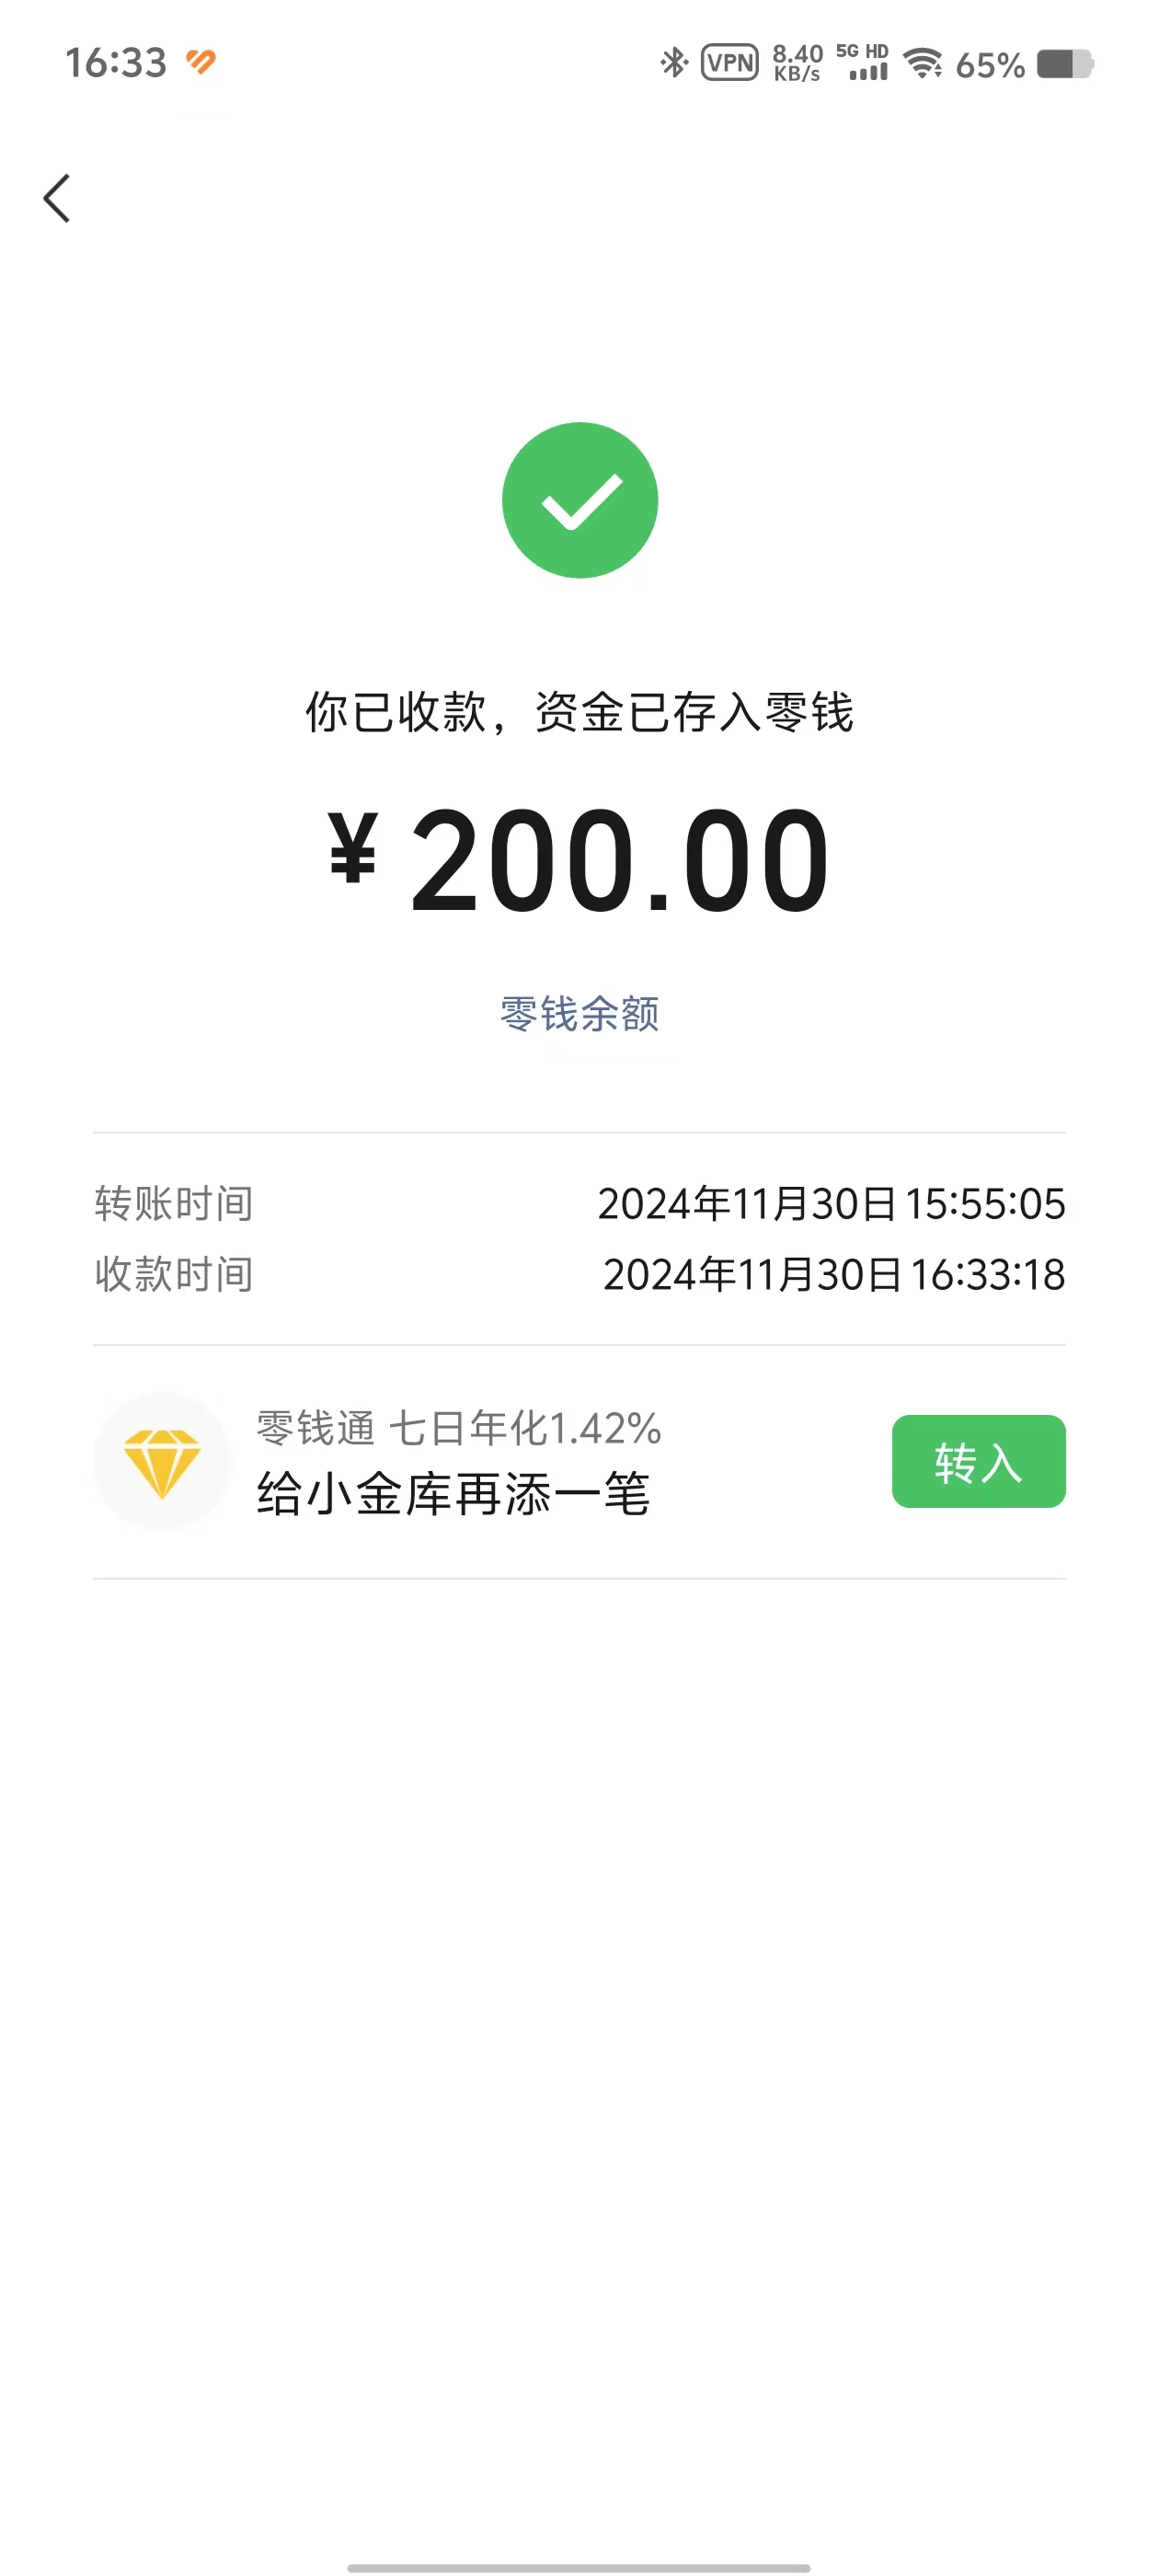 16:33 VPN 8.40 KB/s 5G HD 65%
你已收款，资金已存入零钱
¥200.00
零钱余额
转账时间 2024年11月30日 15:55:05
收款时间 2024年11月30日 16:33:18
零钱通 七日年化1.42%
给小金库再添一笔
转入